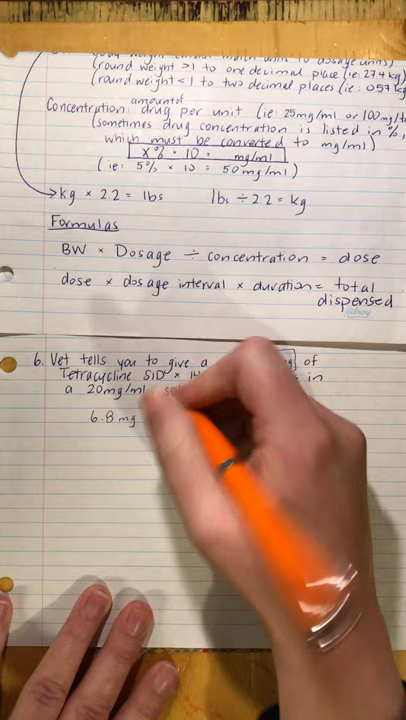 (round weight >1 to one decimal place (ie: 27.4 kg)
(round weight <1 to two decimal places (ie: 0.57 kg
Concentration: amount of drug per unit (ie: 25mg/ml or 100mg/
(sometimes drug concentration is listed in %,
which must be converted to mg/ml)
x% · 10 = mg/ml
(ie: 5% × 10 = 50mg/ml)
kg × 2.2 = lbs lbs ÷ 2.2 = kg
Formulas
BW × Dosage ÷ concentration = dose
dose × dosage interval × duration = total
dispensed
6. Vet tells you to give a of
Tetracycline SID × in
a 20mg/ml
6.8 mg